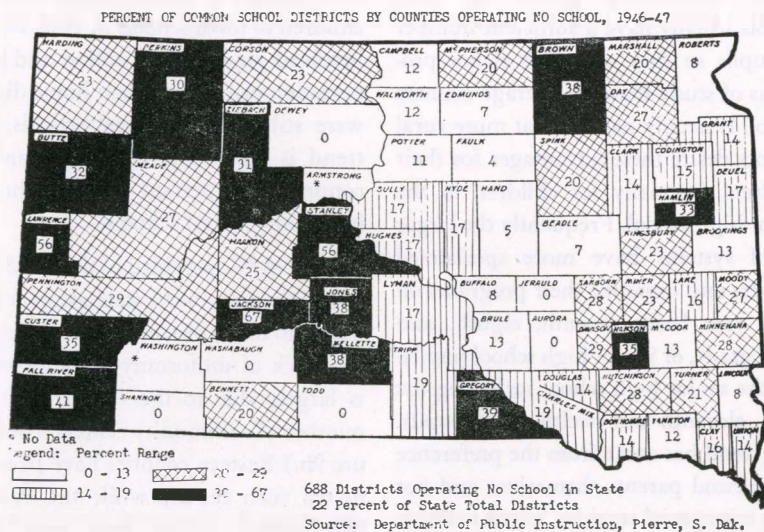 PERCENT OF COMMON SCHOOL DISTRICTS BY COUNTIES OPERATING NO SCHOOL, 1946-47
HARDING 23
PERKINS 30
CORSON 23
CAMPBELL 12
McPHERSON 20
BROWN 38
MARSHALL 20
ROBERTS 8
WALWORTH 12
EDMUNDS 7
DAY 27
BUTTE 32
MEADE 27
ZIEBACH 31
DEWEY 0
POTTER 12
FAULK 7
SPINK 20
CLARK 14
CODINGTON 15
GRANT 14
DEUEL 17
HAMLIN 33
ARMSTRONG *
SULLY 17
HYDE 17
HAND 5
BEADLE 7
KINGSBURY 23
BROOKINGS 13
LAWRENCE 56
STANLEY 56
HUGHES 17
HAAKON 25
PENNINGTON 29
JACKSON 67
JONES 38
LYMAN 17
BUFFALO 8
JERAULD 8
SANBORN 28
MINER 23
LAKE 16
MOODY 27
CUSTER 35
WASHINGTON *
WASHABAUGH
MELLETTE 38
BRULE 13
AURORA 0
DAVISON 29
HANSON 35
McCOOK 13
MINNEHAHA 28
FALL RIVER 41
SHANNON 0
BENNETT 20
TODD 0
TRIPP 19
GREGORY 39
DOUGLAS 14
CHARLES MIX 19
HUTCHINSON 28
TURNER 21
LINCOLN 8
BON HOMME 14
YANKTON 12
CLAY 16
UNION 14
* No Data
Legend: Percent Range
0 - 13
20 - 29
14 - 19
30 - 67
688 Districts Operating No School in State
22 Percent of State Total Districts
Source: Department of Public Instruction, Pierre, S. Dak.